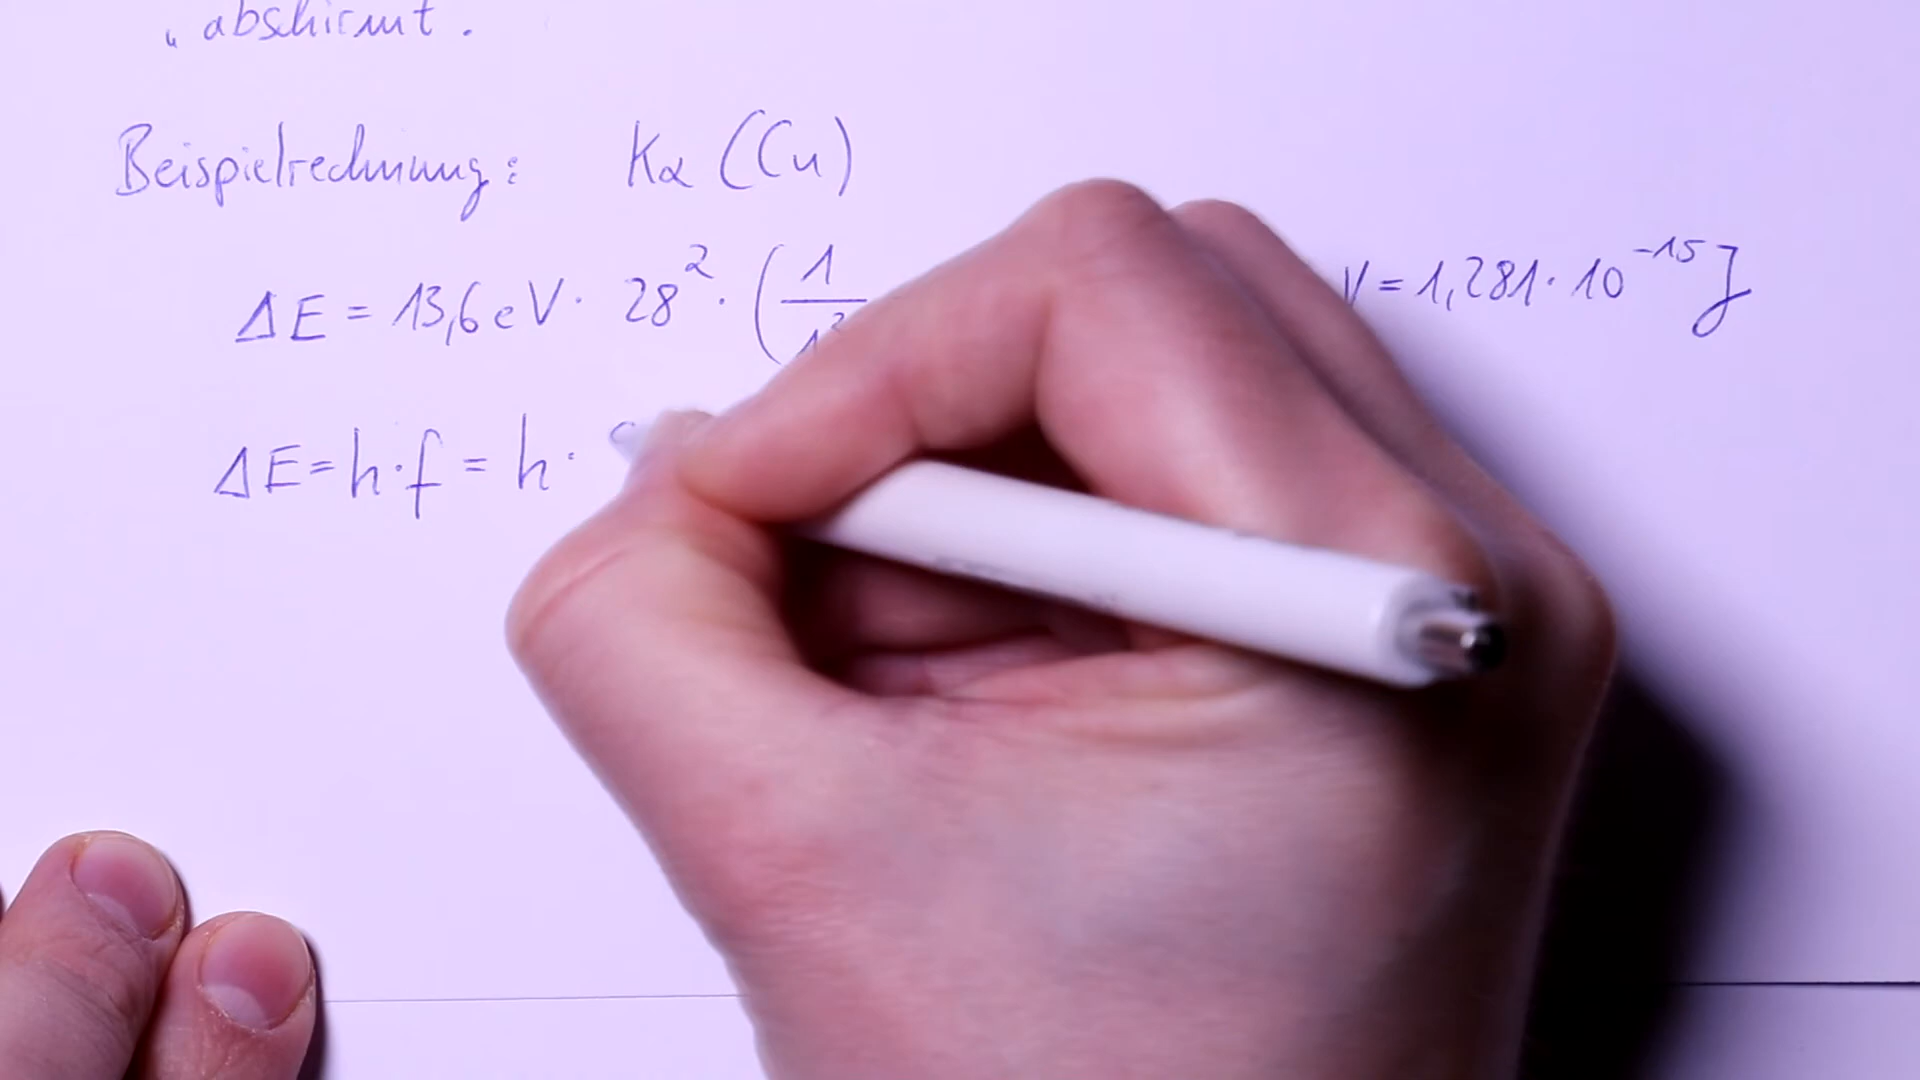 „ abschirmt.
Beispielrechnung: Kα (Cu)
ΔE = 13,6 eV · 28² · (1/1² V = 1,281 · 10⁻¹⁵ J
ΔE = h · f = h · c